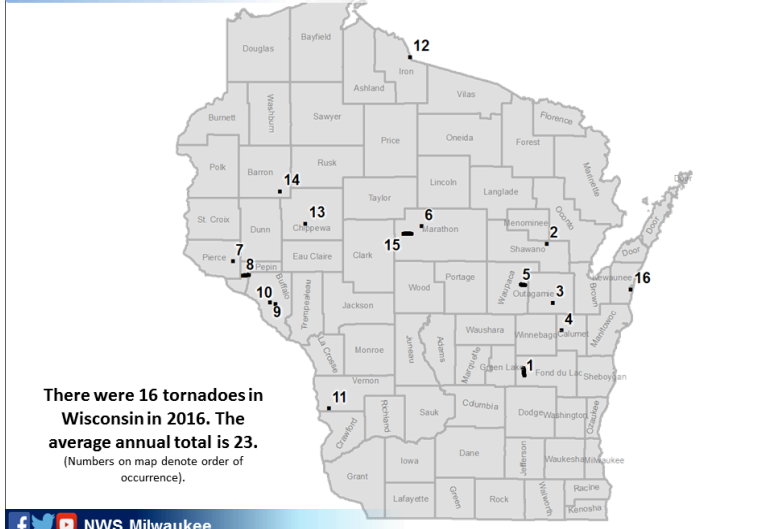 12
Douglas
Bayfield
Iron
Ashland
Vilas
Burnett
Washburn
Sawyer
Florence
Price
Oneida
Forest
Marinette
Polk
Barron
Rusk
14
Lincoln
Langlade
Taylor
Door
St. Croix
Dunn
13
Chippewa
6
Marathon
Menominee
Oconto
2
15
Clark
Shawano
Door
Door
7
Pierce
8
Pepin
Eau Claire
Buffalo
10
9
Trempealeau
Jackson
Wood
Portage
Waupaca
5
Outagamie
3
Brown
Kewaunee
16
4
Waushara
Winnebago
Calumet
Manitowoc
La Crosse
Monroe
Juneau
Adams
Marquette
Green Lake
1
Fond du Lac
Sheboygan
Vernon
11
Crawford
Richland
Sauk
Columbia
Dodge
Washington
Ozaukee
Grant
Iowa
Dane
Jefferson
Waukesha
Milwaukee
Lafayette
Green
Rock
Walworth
Racine
Kenosha
There were 16 tornadoes in
Wisconsin in 2016. The
average annual total is 23.
(Numbers on map denote order of
occurrence).
NWS Milwaukee